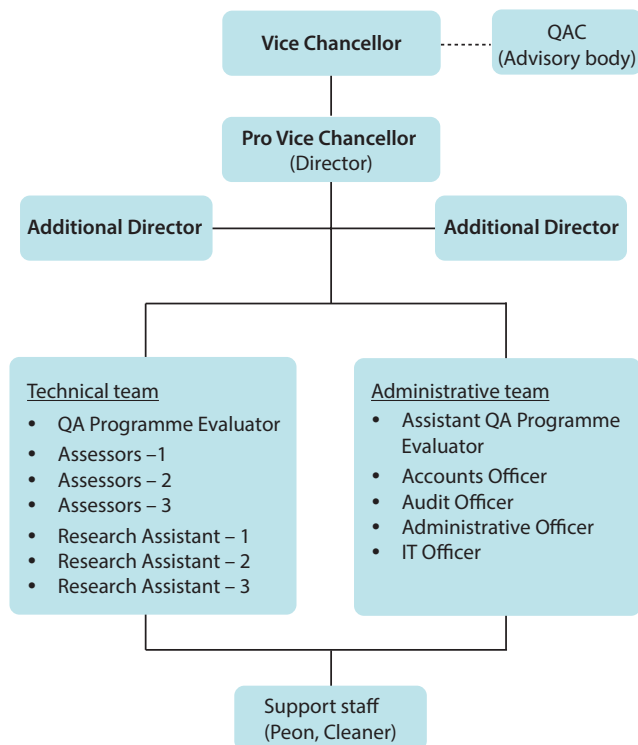 Vice Chancellor
QAC
(Advisory body)
Pro Vice Chancellor
(Director)
Additional Director
Additional Director
Technical team
• QA Programme Evaluator
• Assessors –1
• Assessors – 2
• Assessors – 3
• Research Assistant – 1
• Research Assistant – 2
• Research Assistant – 3
Administrative team
• Assistant QA Programme
Evaluator
• Accounts Officer
• Audit Officer
• Administrative Officer
• IT Officer
Support staff
(Peon, Cleaner)